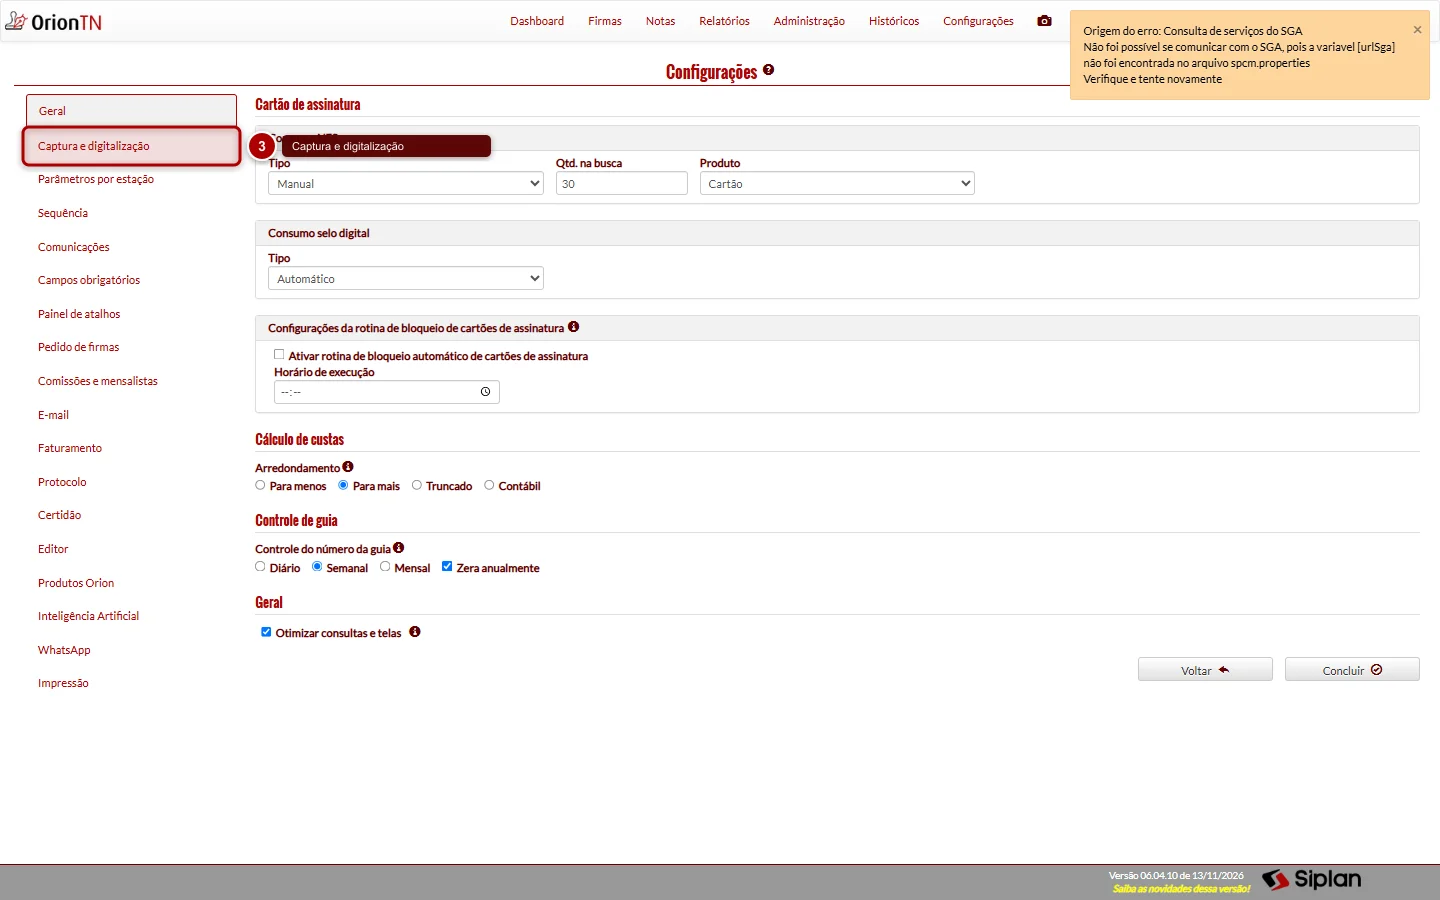 OrionTN
Dashboard
Firmas
Notas
Relatórios
Administração
Históricos
Configurações
Origem do erro: Consulta de serviços do SGA
Não foi possível se comunicar com o SGA, pois a variavel [urlSga]
não foi encontrada no arquivo spcm.properties
Verifique e tente novamente
×
Configurações
Geral
Captura e digitalização
Parâmetros por estação
Sequência
Comunicações
Campos obrigatórios
Painel de atalhos
Pedido de firmas
Comissões e mensalistas
E-mail
Faturamento
Protocolo
Certidão
Editor
Produtos Orion
Inteligência Artificial
WhatsApp
Impressão
Cartão de assinatura
3
Captura e digitalização
Tipo
Qtd. na busca
Produto
Manual
30
Cartão
Consumo selo digital
Tipo
Automático
Configurações da rotina de bloqueio de cartões de assinatura
Ativar rotina de bloqueio automático de cartões de assinatura
Horário de execução
--:--
Cálculo de custas
Arredondamento
Para menos
Para mais
Truncado
Contábil
Controle de guia
Controle do número da guia
Diário
Semanal
Mensal
Zera anualmente
Geral
Otimizar consultas e telas
Voltar
Concluir
Versão 06.04.10 de 13/11/2026
Saiba as novidades dessa versão!
Siplan